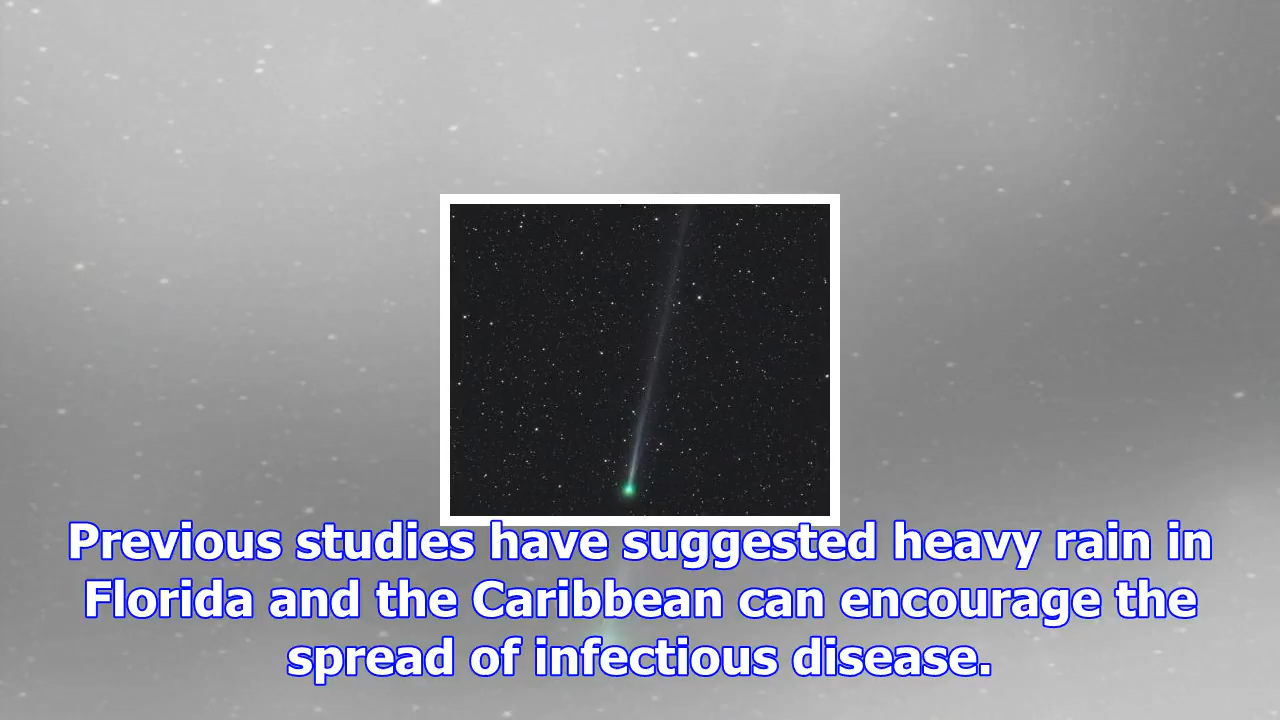 Previous studies have suggested heavy rain in
Florida and the Caribbean can encourage the
spread of infectious disease.